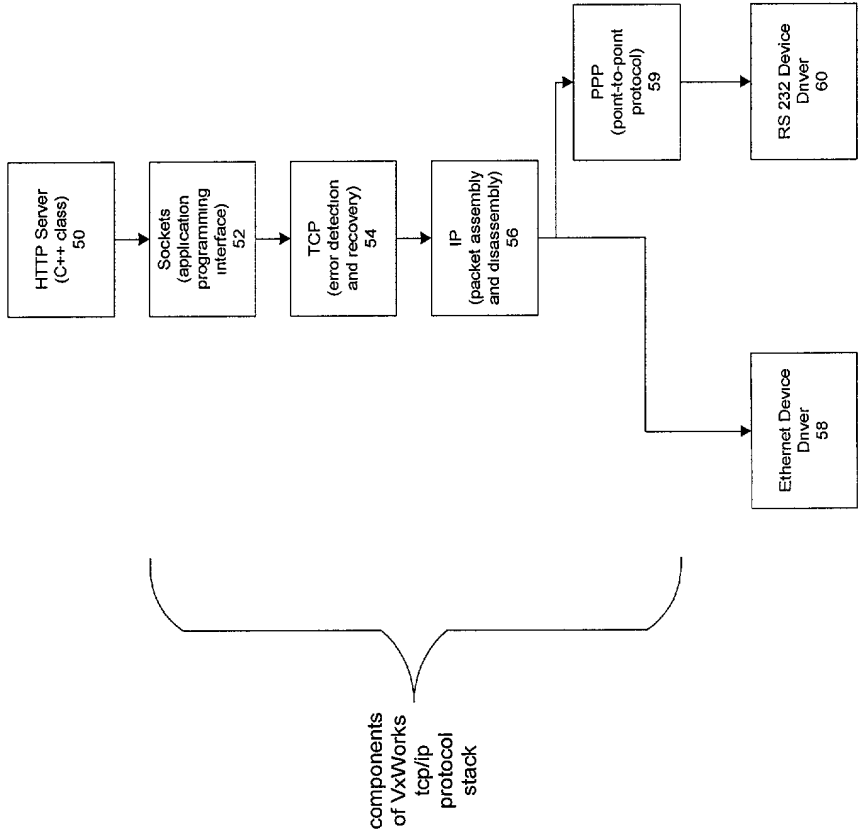 HTTP Server
(C++ class)
50
Sockets
(application
programming
interface)
52
TCP
(error detection
and recovery)
54
IP
(packet assembly
and disassembly)
56
PPP
(point-to-point
protocol)
59
RS 232 Device
Driver
60
Ethernet Device
Driver
58
components
of VxWorks
tcp/ip
protocol
stack